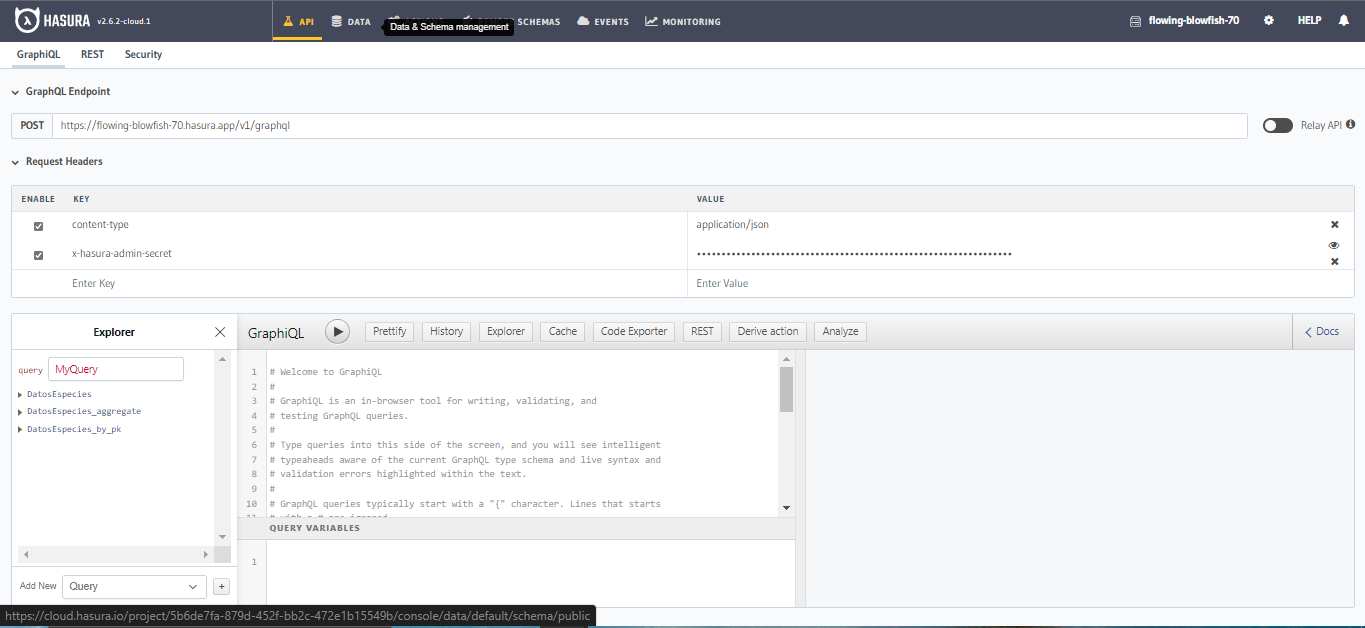 HASURA v2.6.2-cloud.1 API DATA SCHEMAS EVENTS MONITORING flowing-blowfish-70 HELP
Data & Schema management
GraphiQL REST Security
GraphQL Endpoint
POST https://flowing-blowfish-70.hasura.app/v1/graphql Relay API
Request Headers
ENABLE KEY VALUE
content-type application/json
x-hasura-admin-secret ••••••••••••••••••••••••••••••••••••••••••••••••••••••••••••••••
Enter Key Enter Value
Explorer
GraphiQL Prettify History Explorer Cache Code Exporter REST Derive action Analyze Docs
query MyQuery
DatosEspecies
DatosEspecies_aggregate
DatosEspecies_by_pk
1 # Welcome to GraphiQL
2 #
3 # GraphiQL is an in-browser tool for writing, validating, and
4 # testing GraphQL queries.
5 #
6 # Type queries into this side of the screen, and you will see intelligent
7 # typeaheads aware of the current GraphQL type schema and live syntax and
8 # validation errors highlighted within the text.
9 #
10 # GraphQL queries typically start with a "{" character. Lines that starts
11 # with a # are ignored.
QUERY VARIABLES
1
Add New Query +
https://cloud.hasura.io/project/5b6de7fa-879d-452f-bb2c-472e1b15549b/console/data/default/schema/public